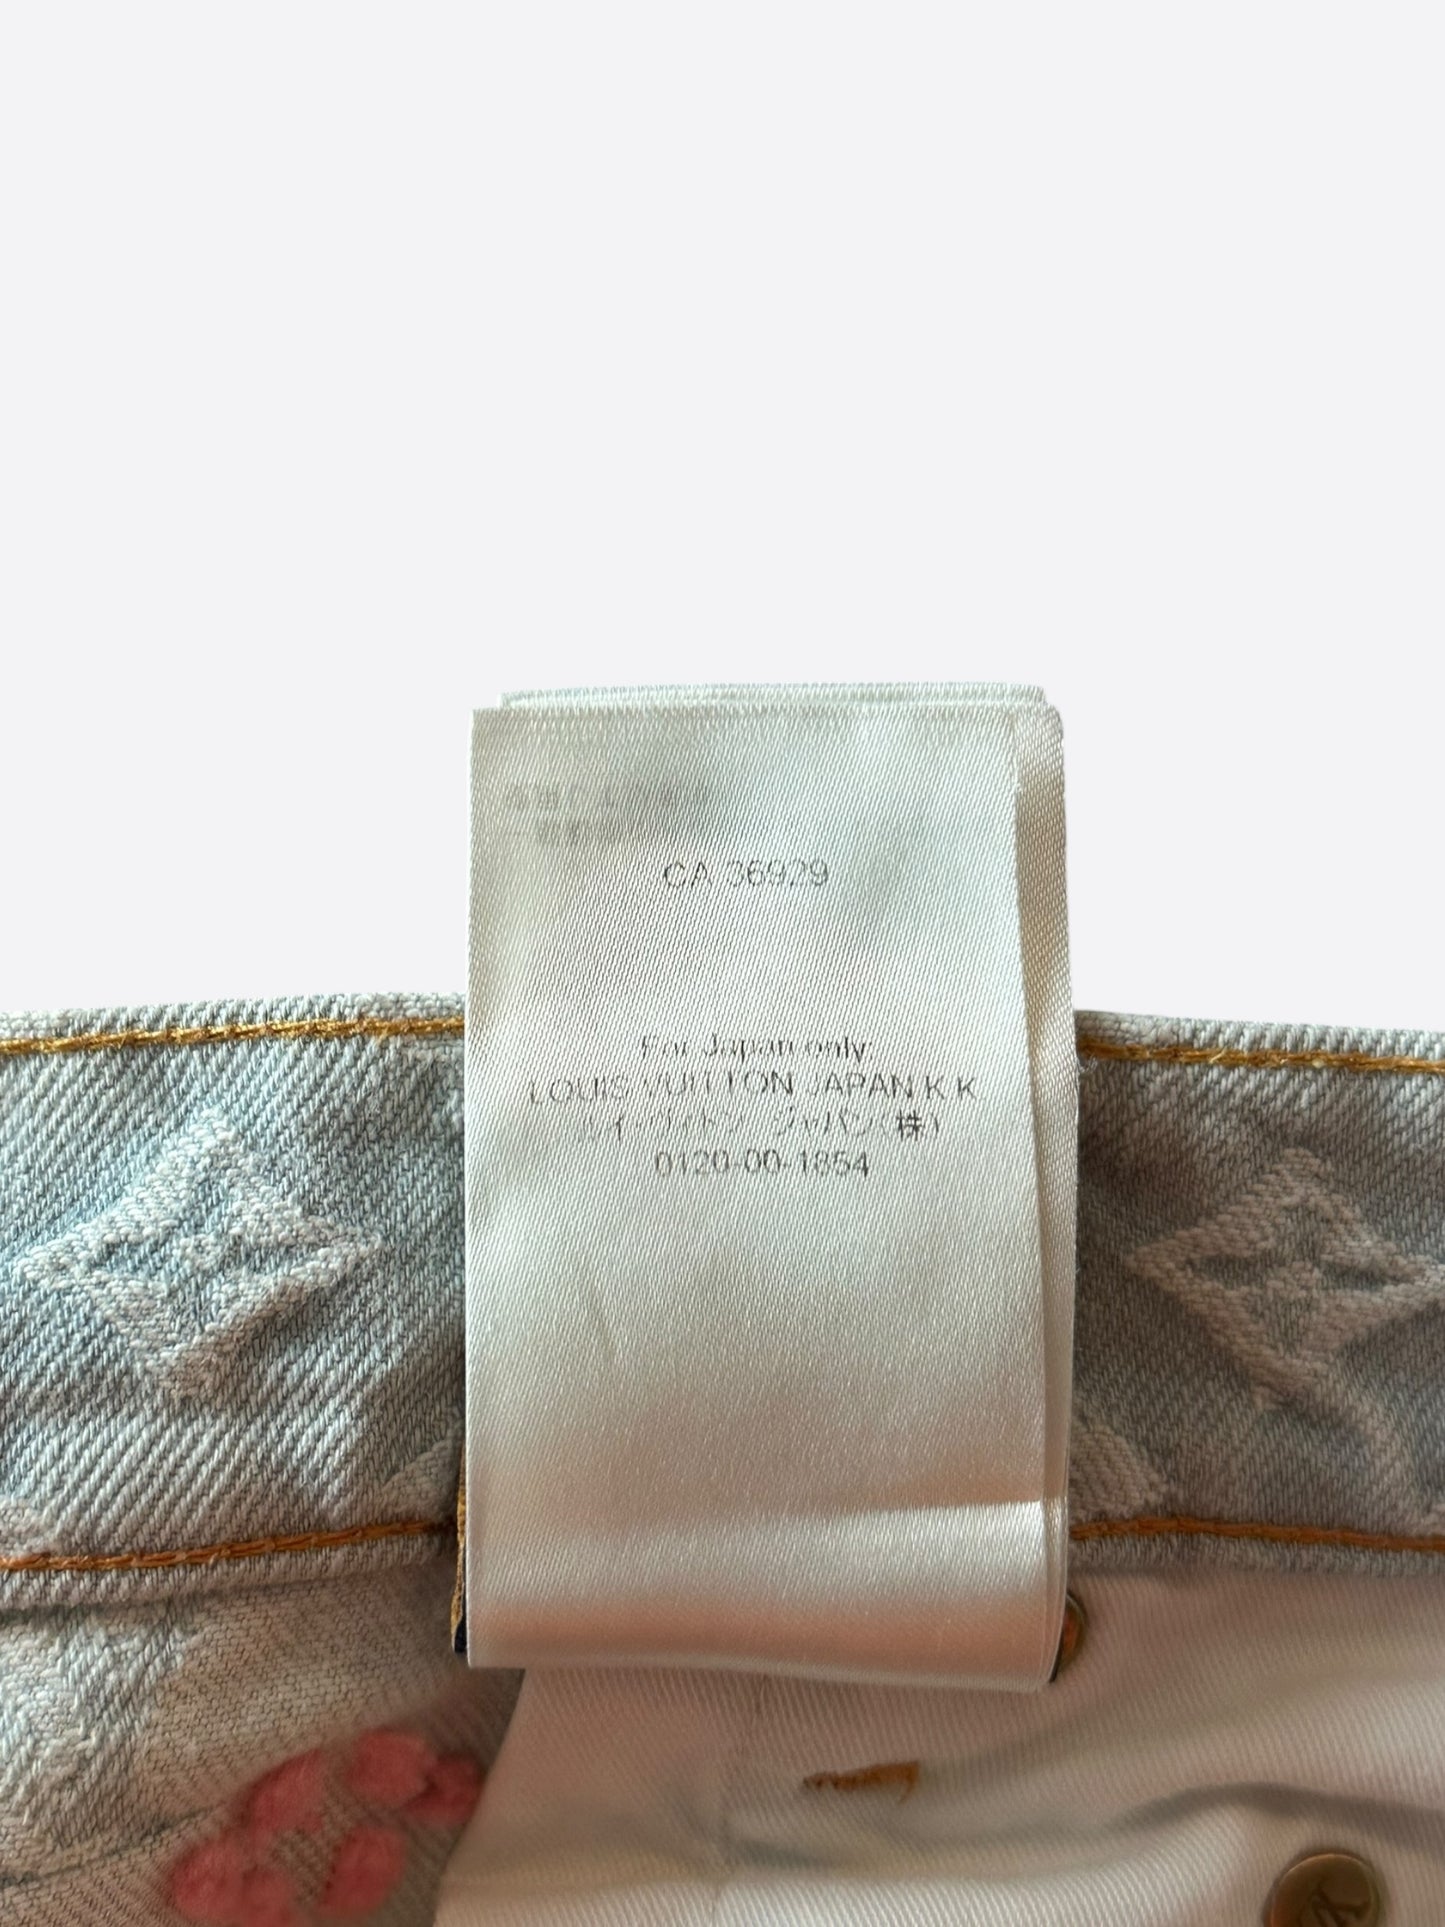 CA 36929
For Japan only:
LOUIS VUITTON JAPAN K K
ルイ・ヴィトン ジャパン(株)
0120-00-1854